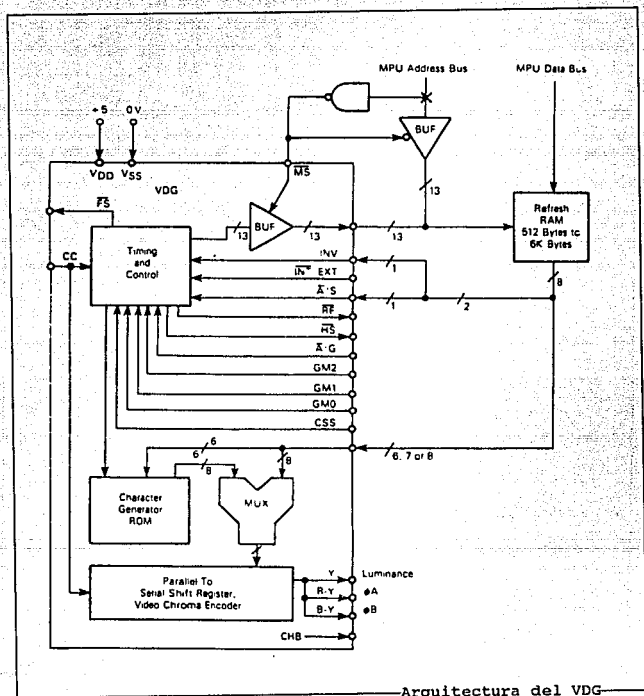 MPU Address Bus
MPU Data Bus
+5
0V
BUF
VDD
VSS
MS
VDG
13
FS
BUF
13
13
13
Refresh
RAM
512 Bytes to
6K Bytes
CC
Timing
and
Control
INV
1
EXT
8
A·S
1
2
RP
HS
A·G
GM2
GM1
GM0
CSS
6
6
8
8
6, 7 or 8
Character
Generator
ROM
MUX
Parallel To
Serial Shift Register,
Video Chroma Encoder
Y
Luminance
R-Y
øA
B-Y
øB
CHB
Arquitectura del VDG